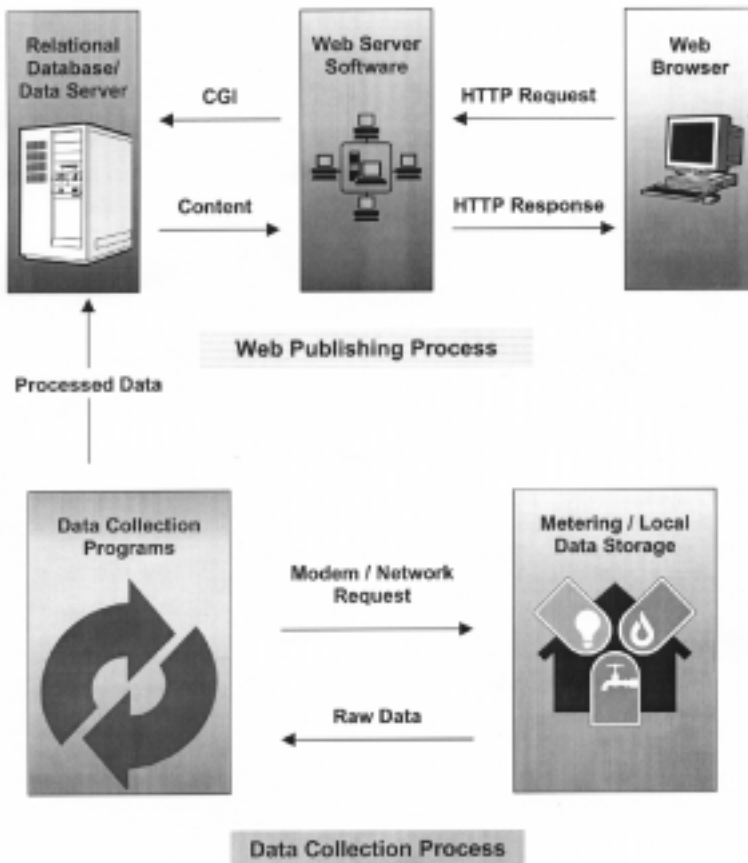 Relational
Database/
Data Server
Web Server
Software
Web
Browser
CGI
HTTP Request
Content
HTTP Response
Web Publishing Process
Processed Data
Data Collection
Programs
Metering / Local
Data Storage
Modem / Network
Request
Raw Data
Data Collection Process